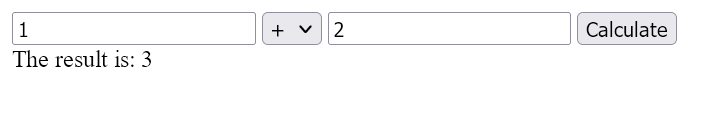 1 + 2 Calculate
The result is: 3